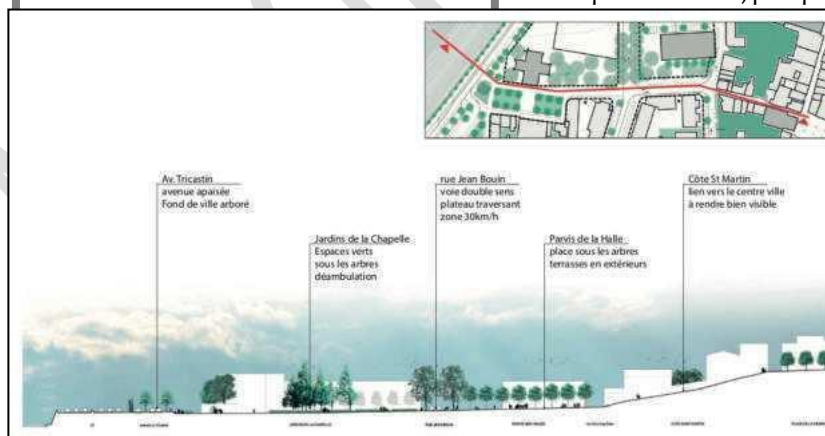 Av. Tricastin
avenue apaisée
Fond de ville arboré
Jardins de la Chapelle
Espaces verts
sous les arbres
déambulation
rue Jean Bouin
voie double sens
plateau traversant
zone 30km/h
Parvis de la Halle
place sous les arbres
terrasses en extérieurs
Côte St Martin
lien vers le centre ville
à rendre bien visible